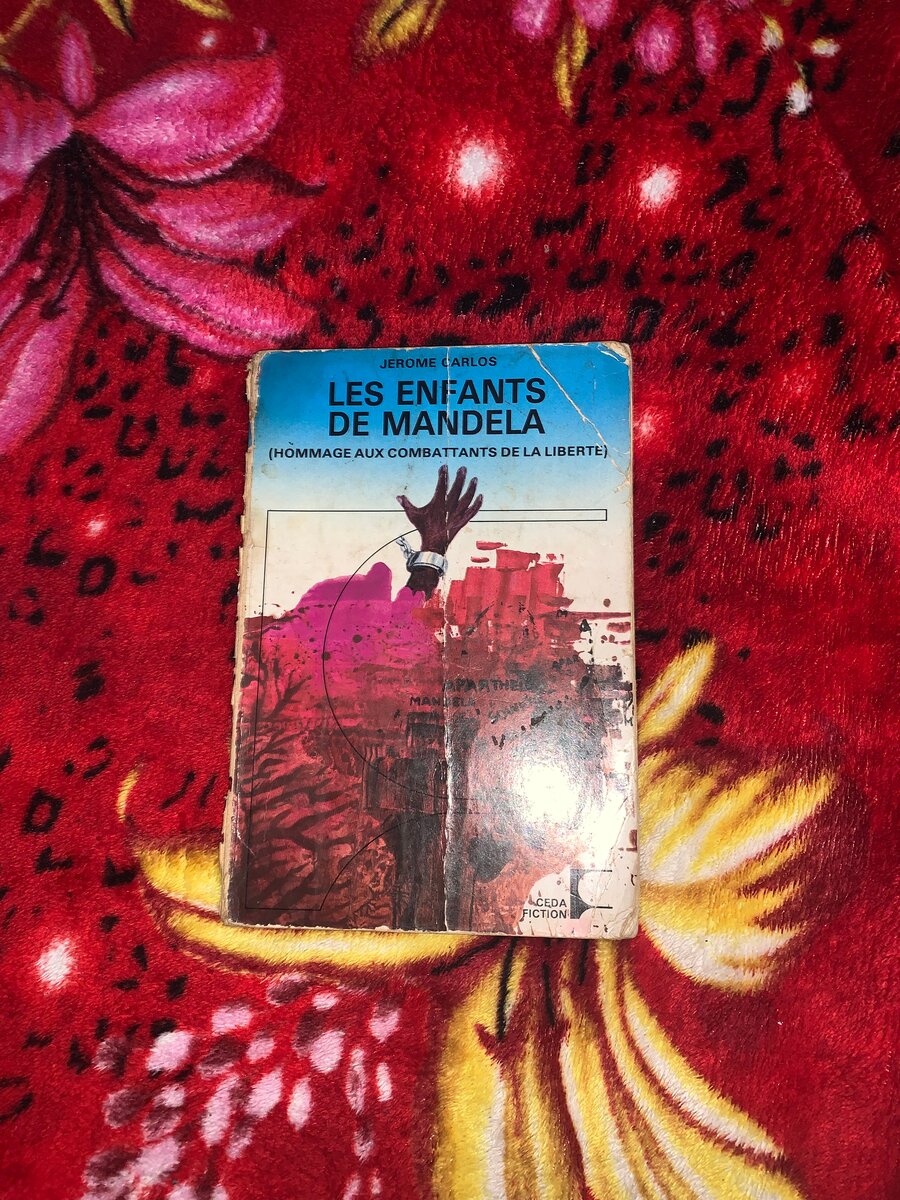 JEROME CARLOS
LES ENFANTS
DE MANDELA
(HOMMAGE AUX COMBATTANTS DE LA LIBERTE)
APARTHEID
MANDELA
CEDA
FICTION